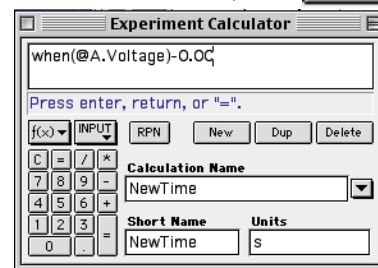 Experiment Calculator
when(@A.Voltage)-0.00
Press enter, return, or "=".
f(x) INPUT RPN New Dup Delete
C = / *
Calculation Name
7 8 9 -
NewTime
4 5 6 +
Short Name Units
1 2 3 =
NewTime s
0 .